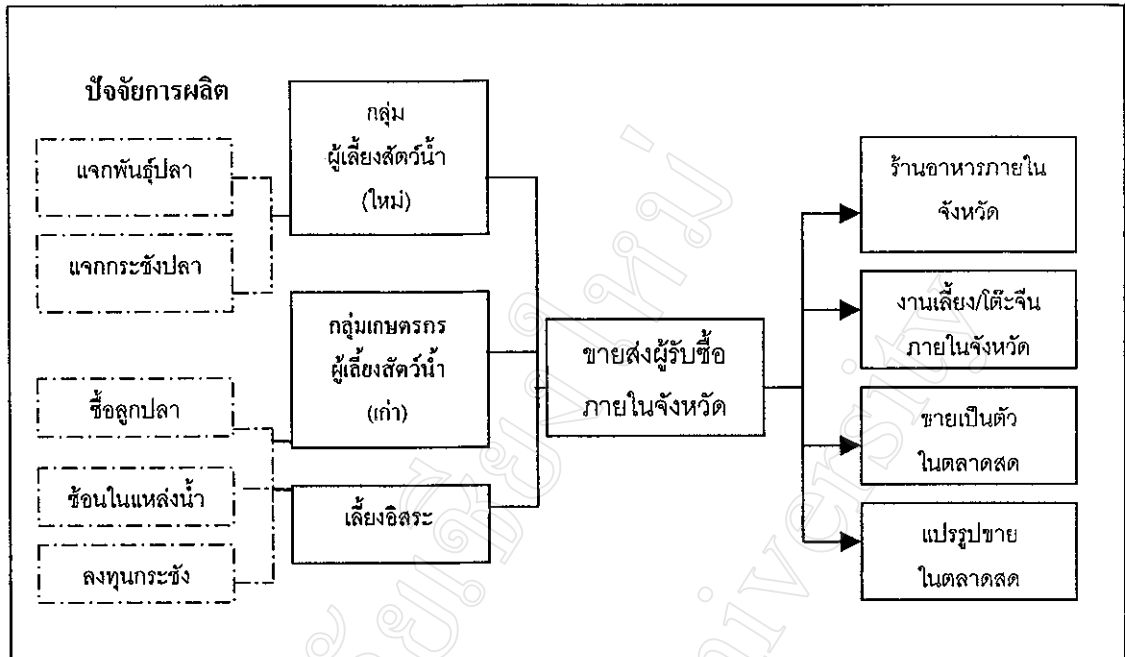 ปัจจัยการผลิต
แจกพันธุ์ปลา
แจกกระชังปลา
ซื้อลูกปลา
ช้อนในแหล่งน้ำ
ลงทุนกระชัง
กลุ่ม
ผู้เลี้ยงสัตว์น้ำ
(ใหม่)
กลุ่มเกษตรกร
ผู้เลี้ยงสัตว์น้ำ
(เก่า)
เลี้ยงอิสระ
ขายส่งผู้รับซื้อ
ภายในจังหวัด
ร้านอาหารภายใน
จังหวัด
งานเลี้ยง/โต๊ะจีน
ภายในจังหวัด
ขายเป็นตัว
ในตลาดสด
แปรรูปขาย
ในตลาดสด
ยเชียงใหม่
University